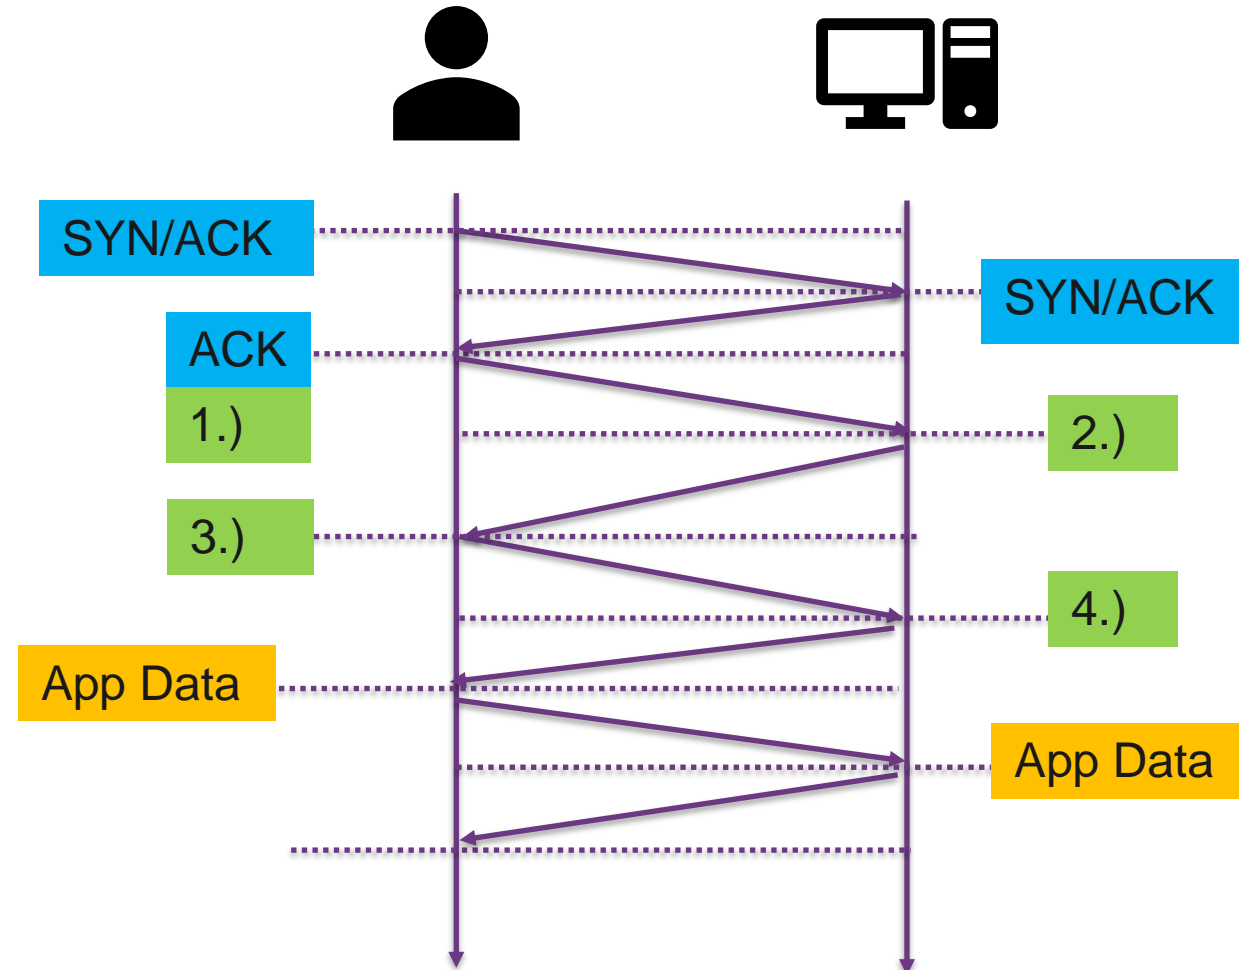 SYN/ACK
SYN/ACK
ACK
1.)
2.)
3.)
4.)
App Data
App Data